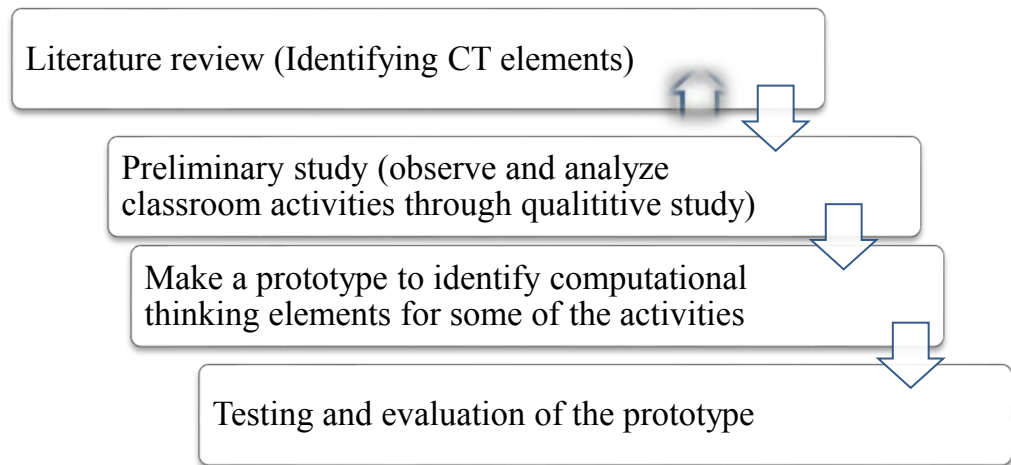 Literature review (Identifying CT elements)
Preliminary study (observe and analyze
classroom activities through qualititive study)
Make a prototype to identify computational
thinking elements for some of the activities
Testing and evaluation of the prototype